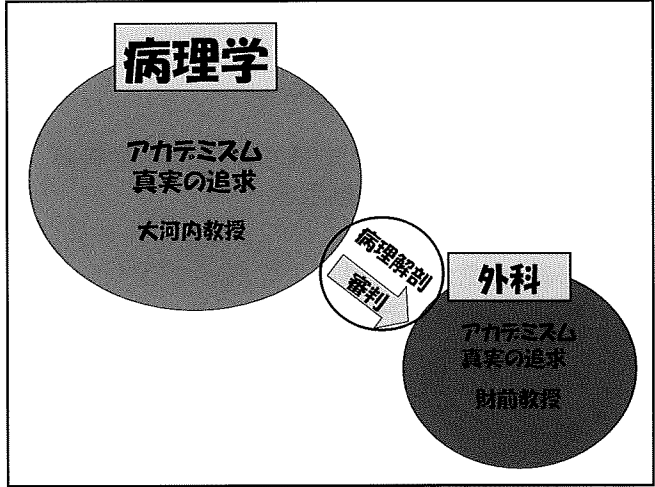 病理学
アカデミズム
真実の追求
大河内教授
病理解剖
審判
外科
アカデミズム
真実の追求
財前教授